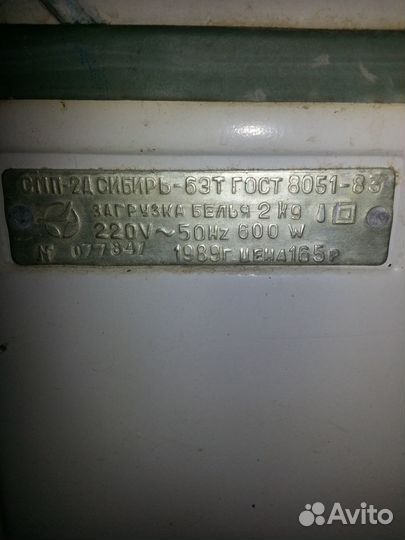 СМП-2Д СИБИРЬ-6ЭТ ГОСТ 8051-83
ЗАГРУЗКА БЕЛЬЯ 2 kg
220V~50Hz 600 W
№ 077847 1989г. ЦЕНА 165 р
Avito